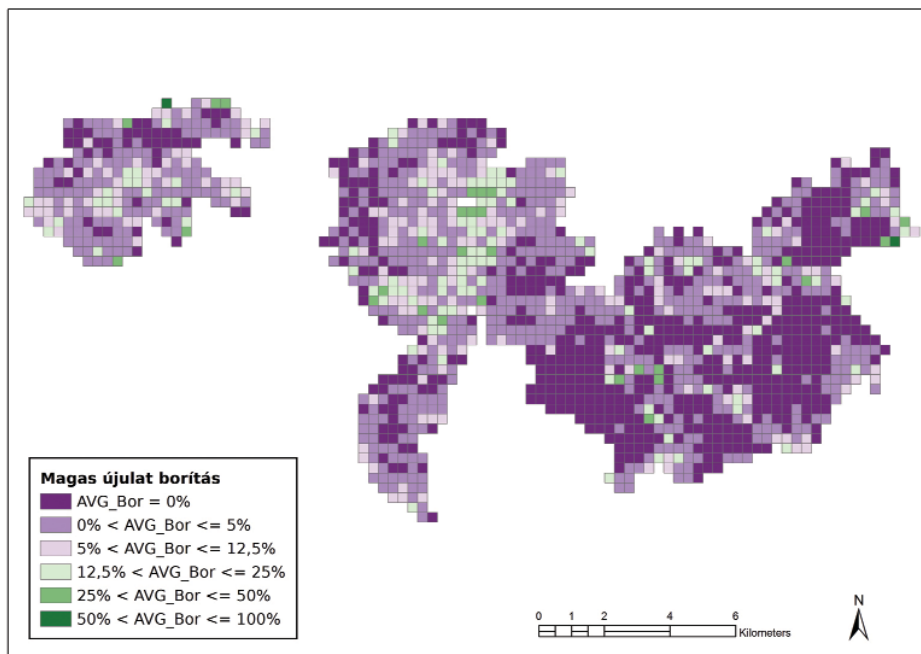 Magas újulat borítás
AVG_Bor = 0%
0% < AVG_Bor <= 5%
5% < AVG_Bor <= 12,5%
12,5% < AVG_Bor <= 25%
25% < AVG_Bor <= 50%
50% < AVG_Bor <= 100%
0 1 2 4 6
Kilometers
N